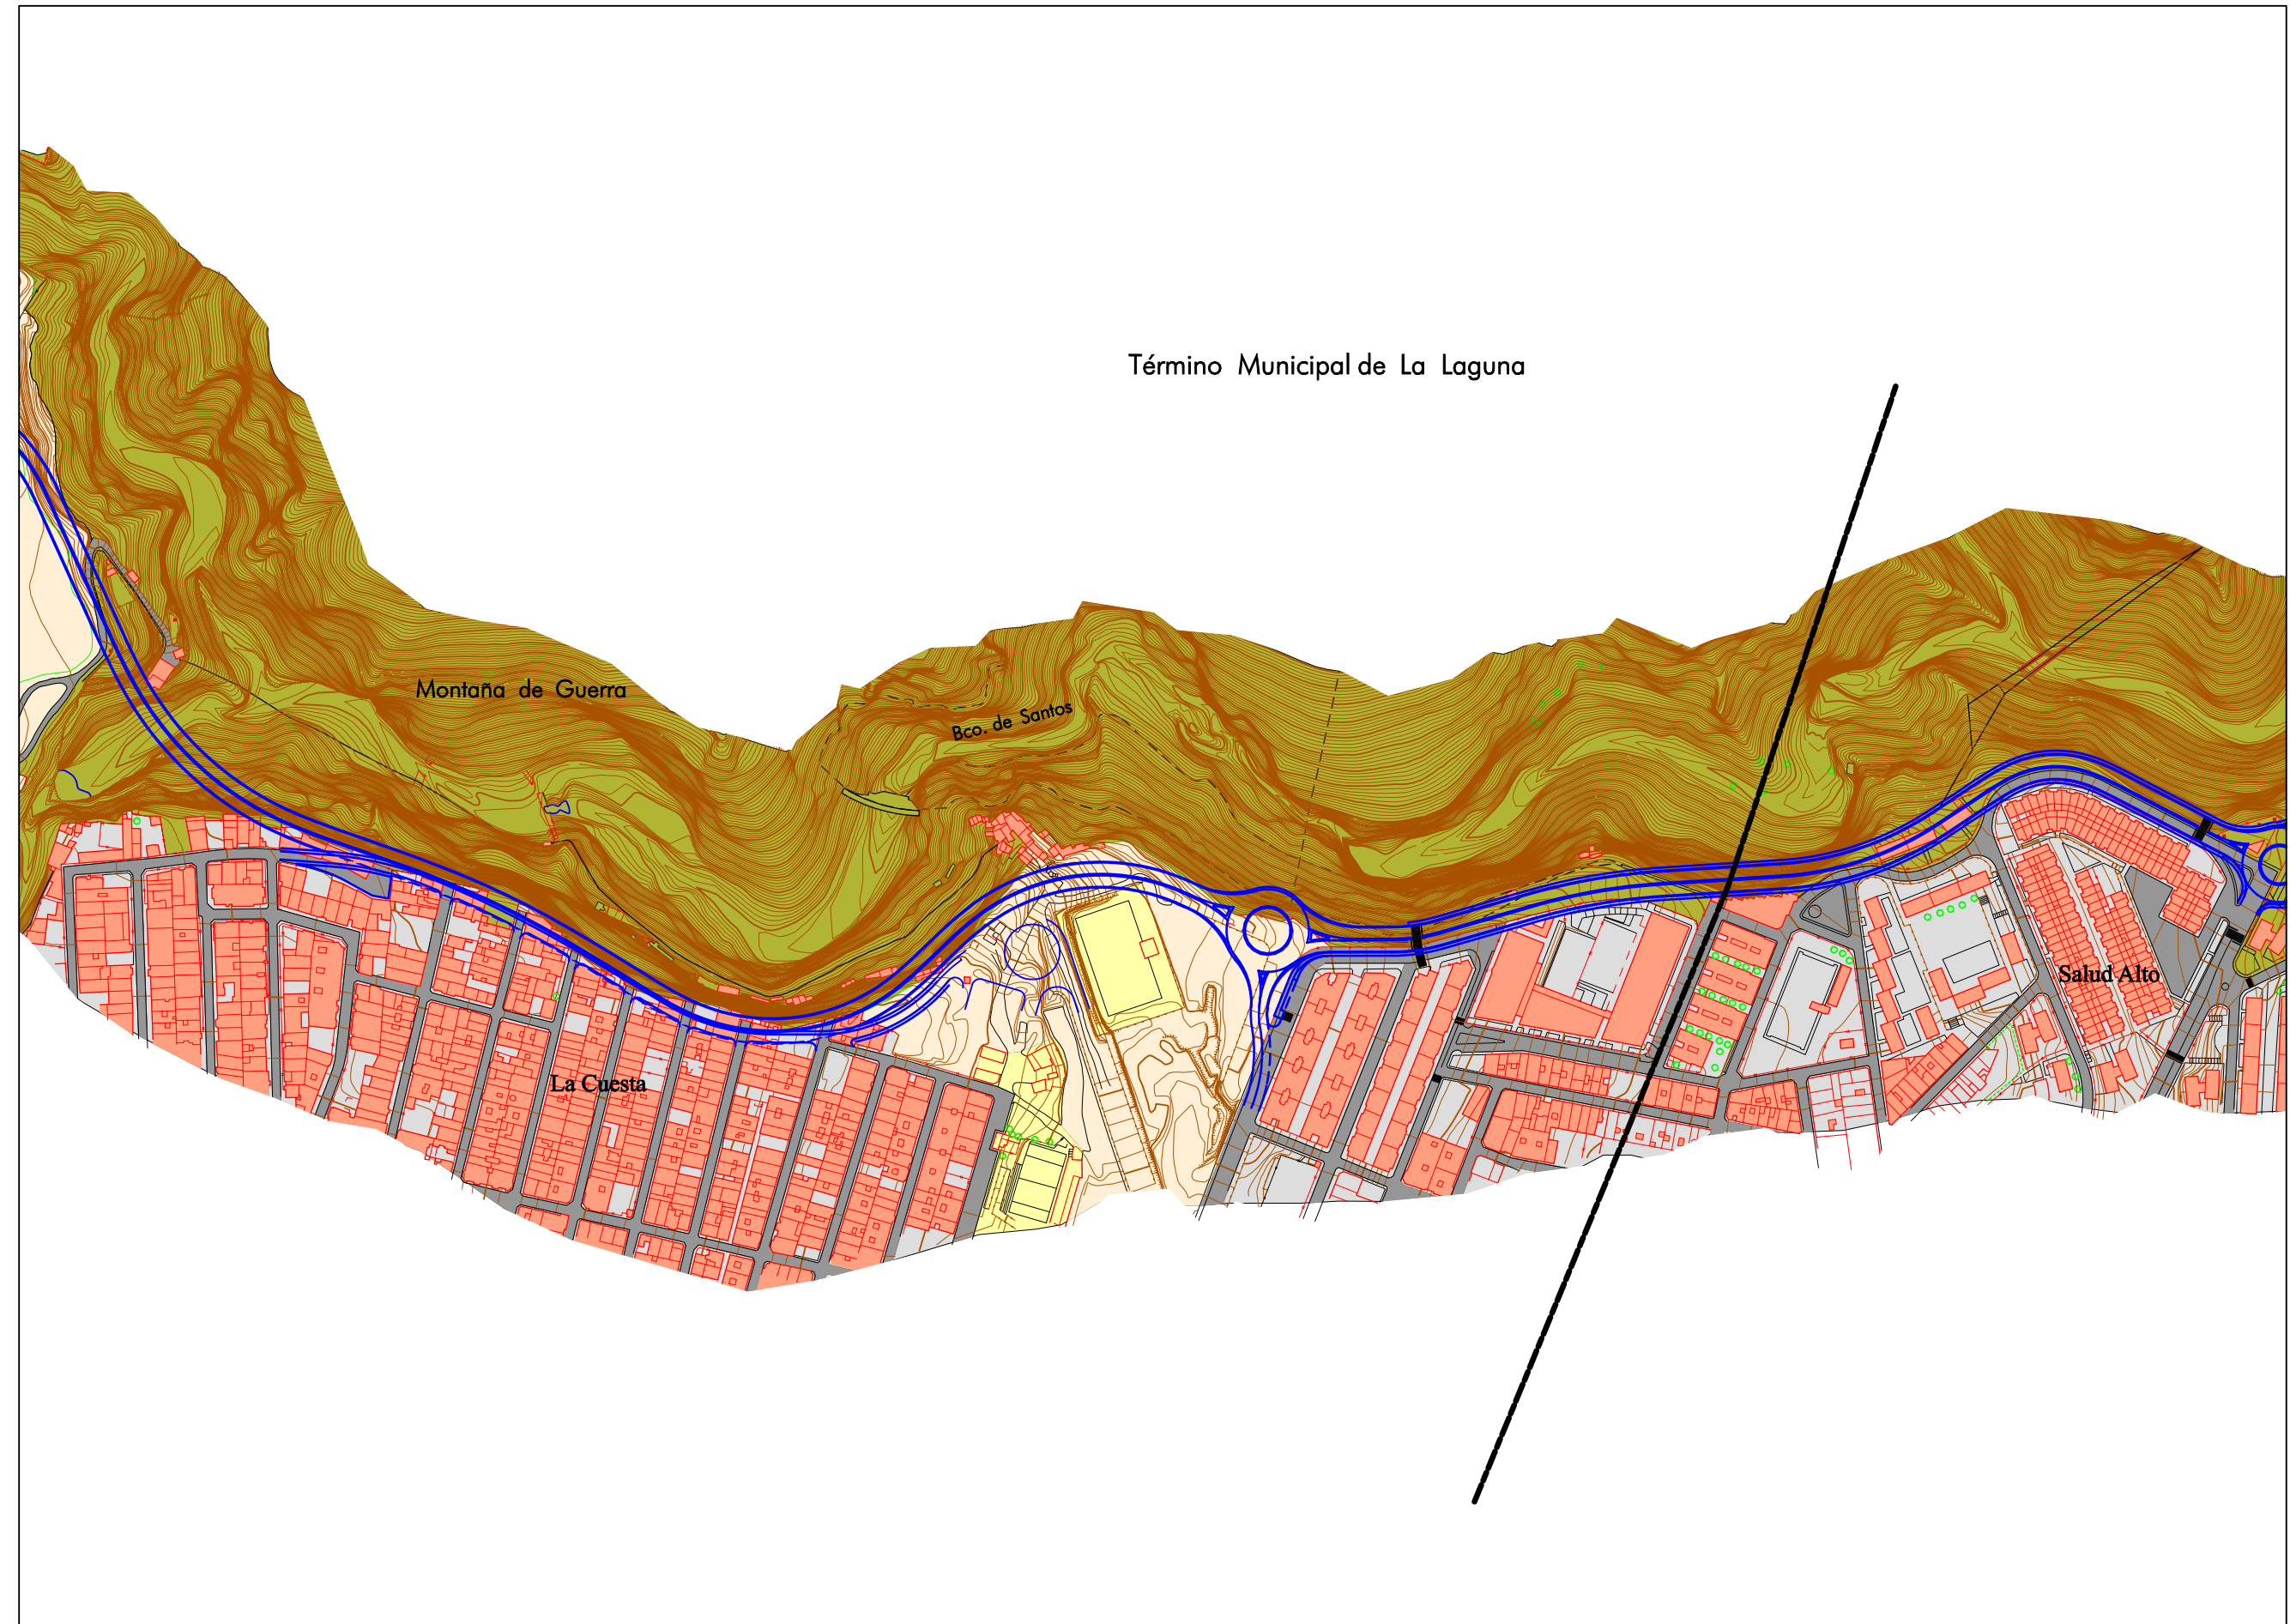 Término Municipal de La Laguna
Montaña de Guerra
Bco. de Santos
Salud Alto
La Cuesta